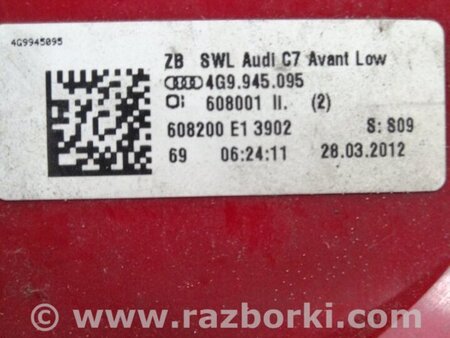 4G9945095
ZB SWL Audi C7 Avant Low
4G9.945.095
608001 II. (2)
608200 E1 3902 S: S09
69 06:24:11 28.03.2012
© www.razborki.com